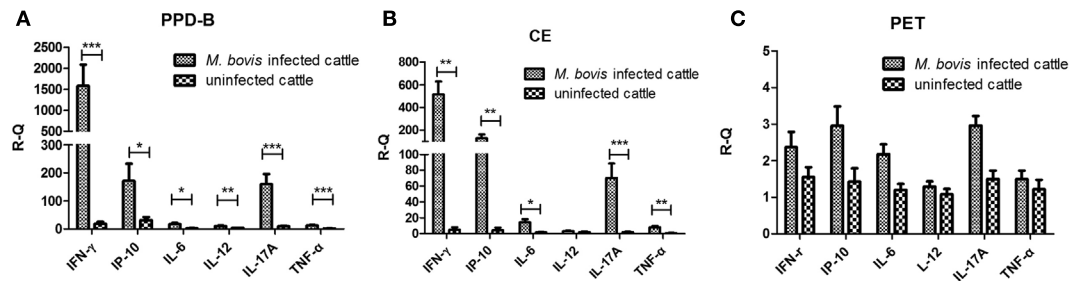 A
PPD-B
R-Q
2500
2000
1500
1000
500
300
200
100
0
***
*
*
**
***
***
M. bovis infected cattle
uninfected cattle
IFN-γ
IP-10
IL-6
IL-12
IL-17A
TNF-α
B
CE
R-Q
800
600
400
200
100
80
60
40
20
0
**
**
*
***
**
M. bovis infected cattle
uninfected cattle
IFN-γ
IP-10
IL-6
IL-12
IL-17A
TNF-α
C
PET
R-Q
5
4
3
2
1
0
M. bovis infected cattle
uninfected cattle
IFN-r
IP-10
IL-6
L-12
IL-17A
TNF-α